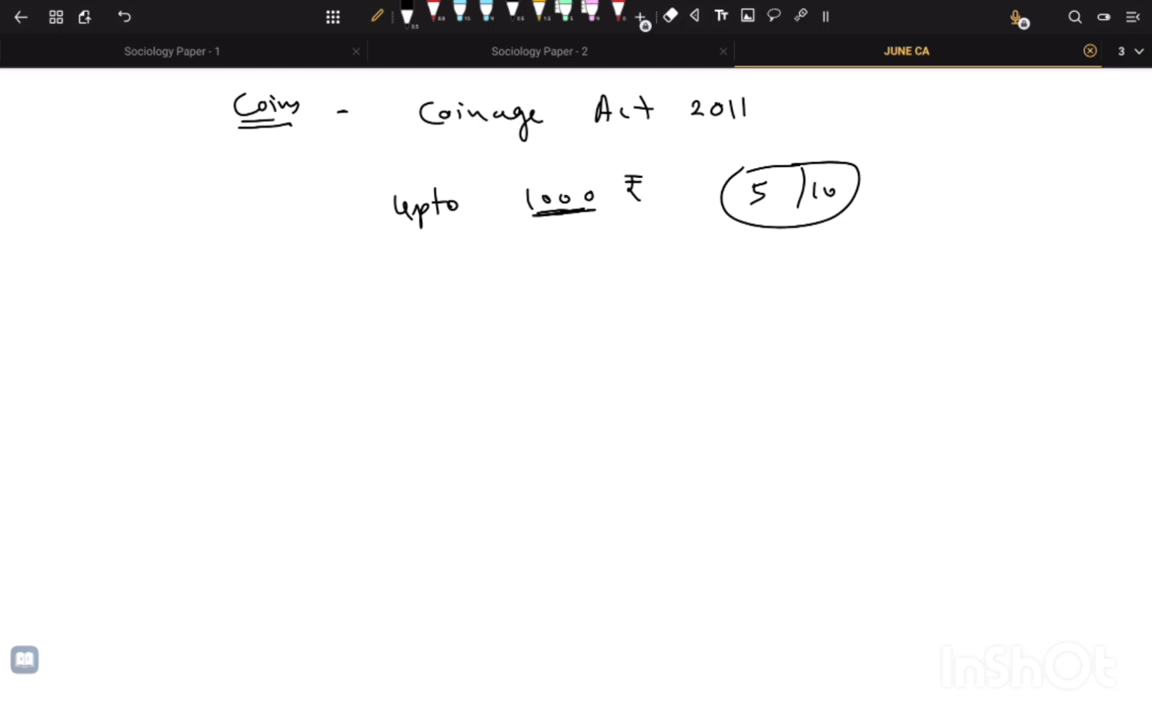 Sociology Paper - 1
Sociology Paper - 2
JUNE CA
3
Coins - Coinage Act 2011
upto 1000 ₹ 5 / 10
InShOt